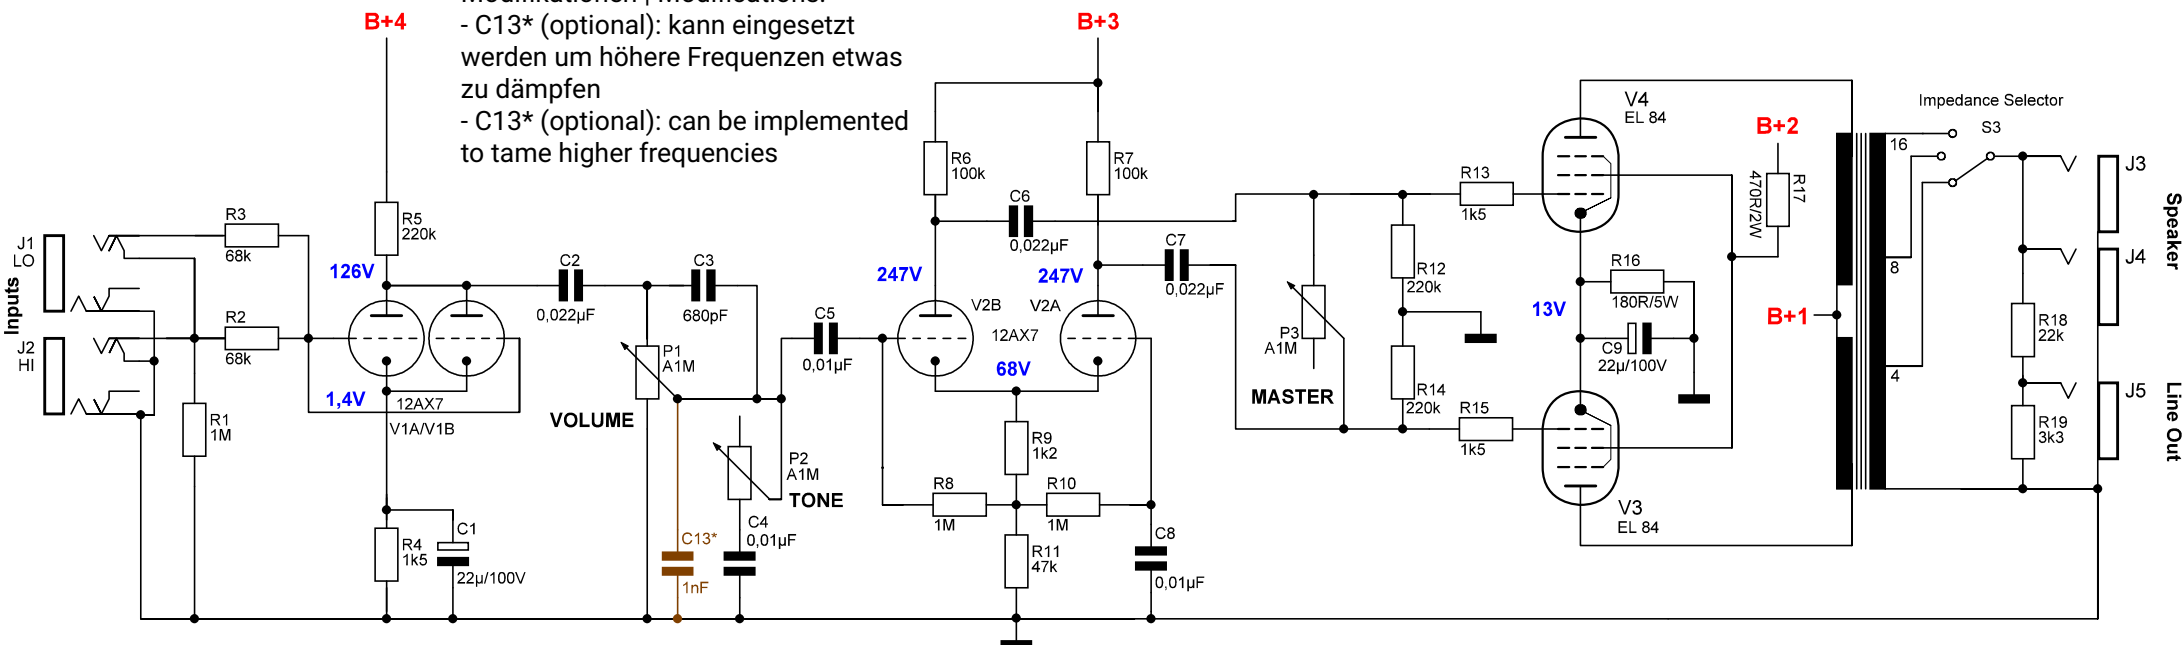 Modifikationen | Modifications:
- C13* (optional): kann eingesetzt
werden um höhere Frequenzen etwas
zu dämpfen
- C13* (optional): can be implemented
to tame higher frequencies
B+4
B+3
Inputs
J1
LO
J2
HI
R3
68k
R2
68k
R1
1M
R5
220k
126V
1,4V
12AX7
V1A/V1B
R4
1k5
C1
22µ/100V
C2
0,022µF
C3
680pF
P1
A1M
VOLUME
C13*
1nF
P2
A1M
TONE
C4
0,01µF
C5
0,01µF
R6
100k
R7
100k
C6
0,022µF
C7
0,022µF
247V
247V
V2B
V2A
12AX7
68V
R9
1k2
R8
1M
R10
1M
R11
47k
C8
0,01µF
P3
A1M
MASTER
R12
220k
R14
220k
R13
1k5
R15
1k5
V4
EL 84
V3
EL 84
13V
R16
180R/5W
C9
22µ/100V
B+2
R17
470R/2W
B+1
Impedance Selector
S3
16
8
4
R18
22k
R19
3k3
J3
J4
J5
Speaker
Line Out